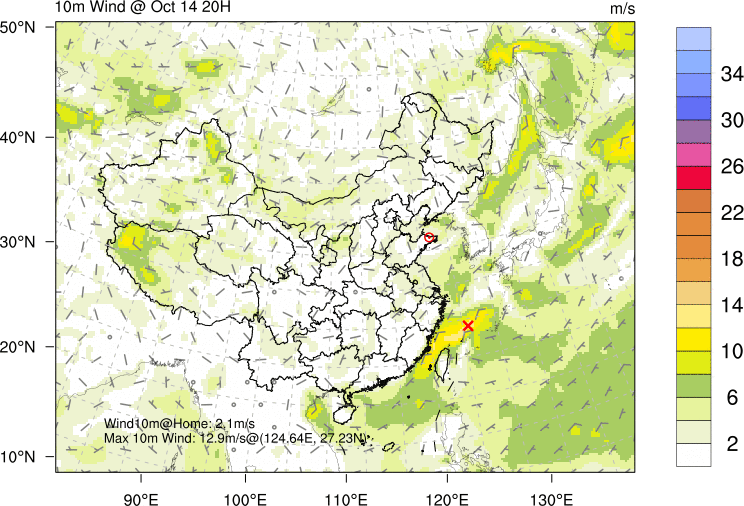 10m Wind @ Oct 14 20H
m/s
50°N
40°N
30°N
20°N
10°N
90°E
100°E
110°E
120°E
130°E
34
30
26
22
18
14
10
6
2
Wind10m@Home: 2.1m/s
Max 10m Wind: 12.9m/s@(124.64E, 27.23N)